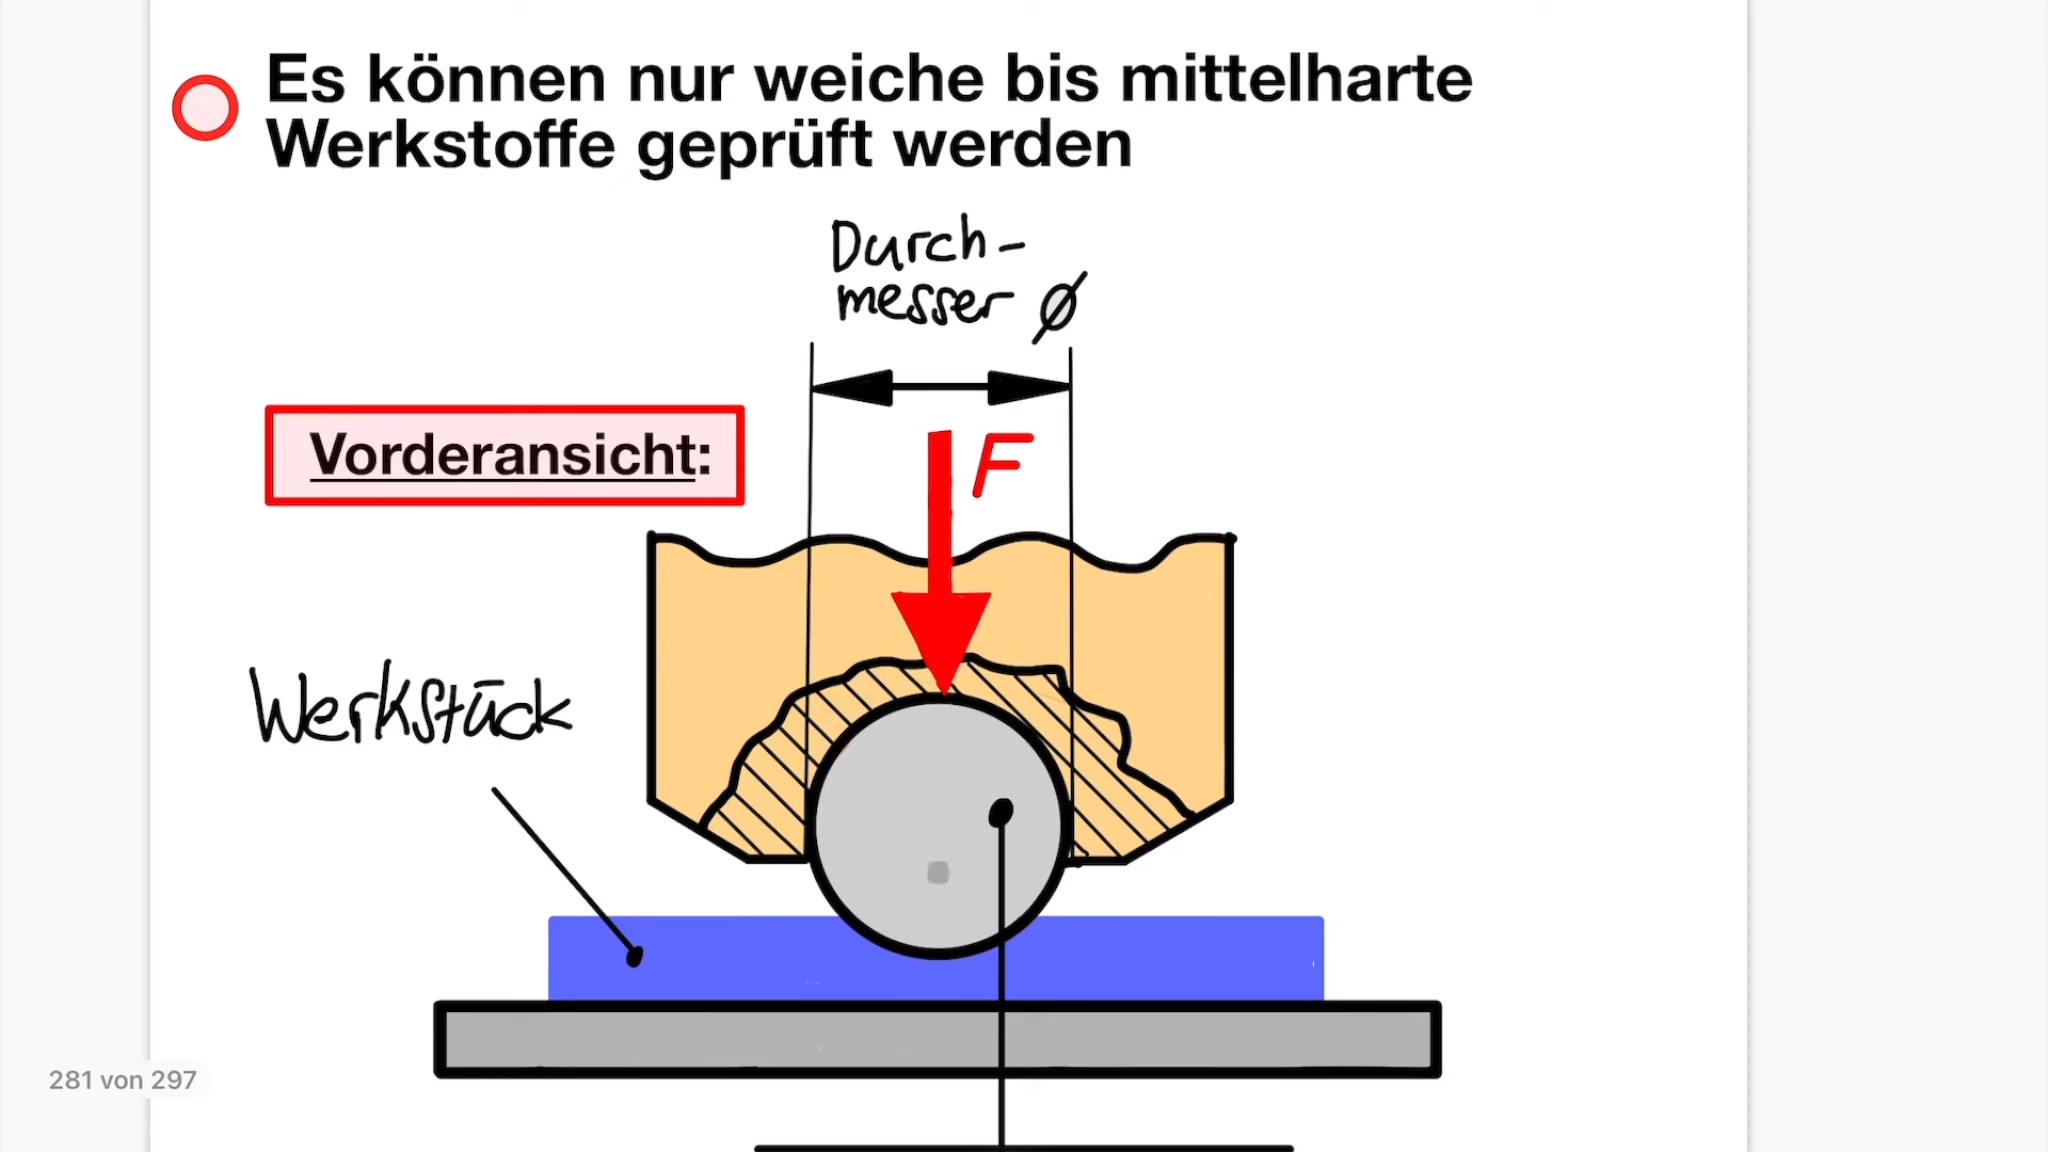 Es können nur weiche bis mittelharte
Werkstoffe geprüft werden
Durch-
messer ø
Vorderansicht:
F
Werkstück
281 von 297